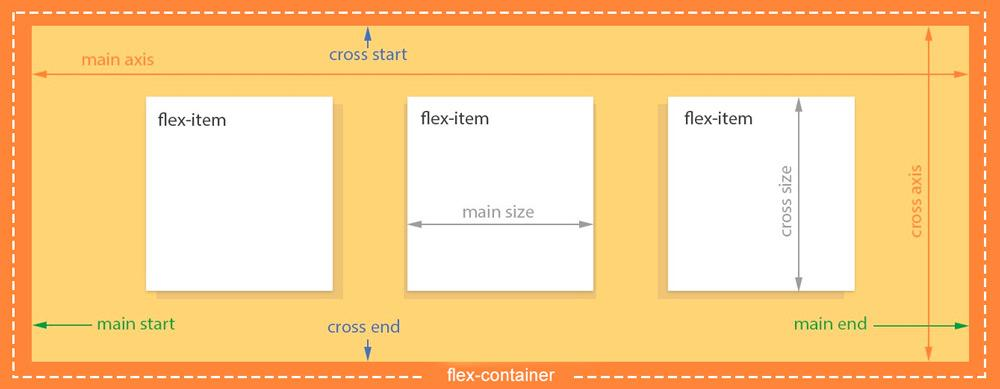 cross start
main axis
flex-item
flex-item
flex-item
main size
cross size
cross axis
main start
cross end
main end
flex-container